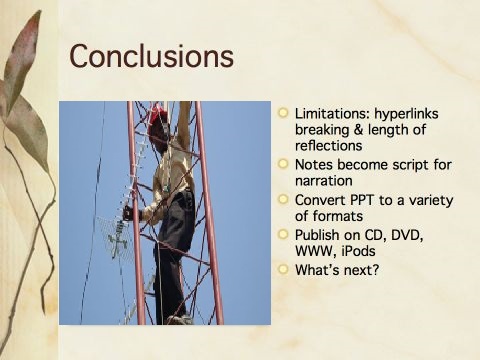 Conclusions
Limitations: hyperlinks
breaking & length of
reflections
Notes become script for
narration
Convert PPT to a variety
of formats
Publish on CD, DVD,
WWW, iPods
What's next?